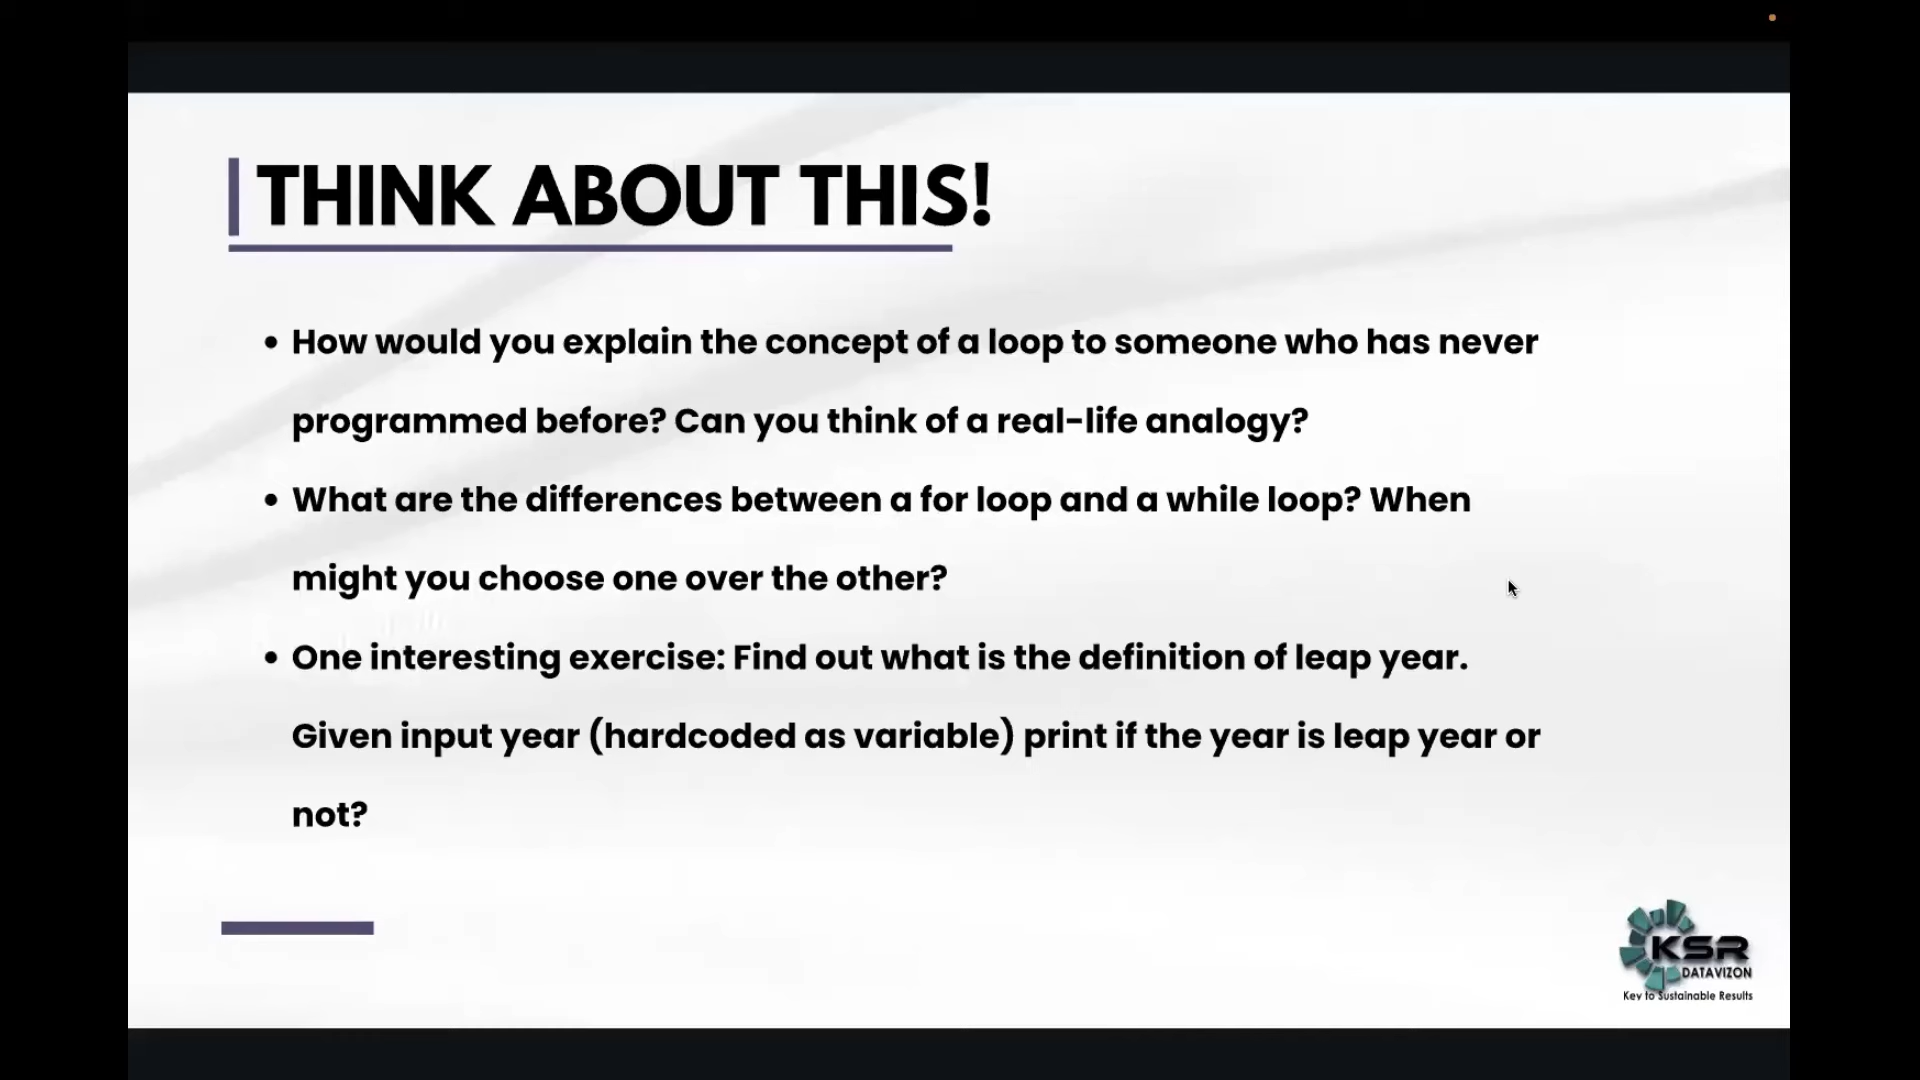 THINK ABOUT THIS!
• How would you explain the concept of a loop to someone who has never
programmed before? Can you think of a real-life analogy?
• What are the differences between a for loop and a while loop? When
might you choose one over the other?
• One interesting exercise: Find out what is the definition of leap year.
Given input year (hardcoded as variable) print if the year is leap year or
not?
KSR
DATAVIZON
Key to Sustainable Results